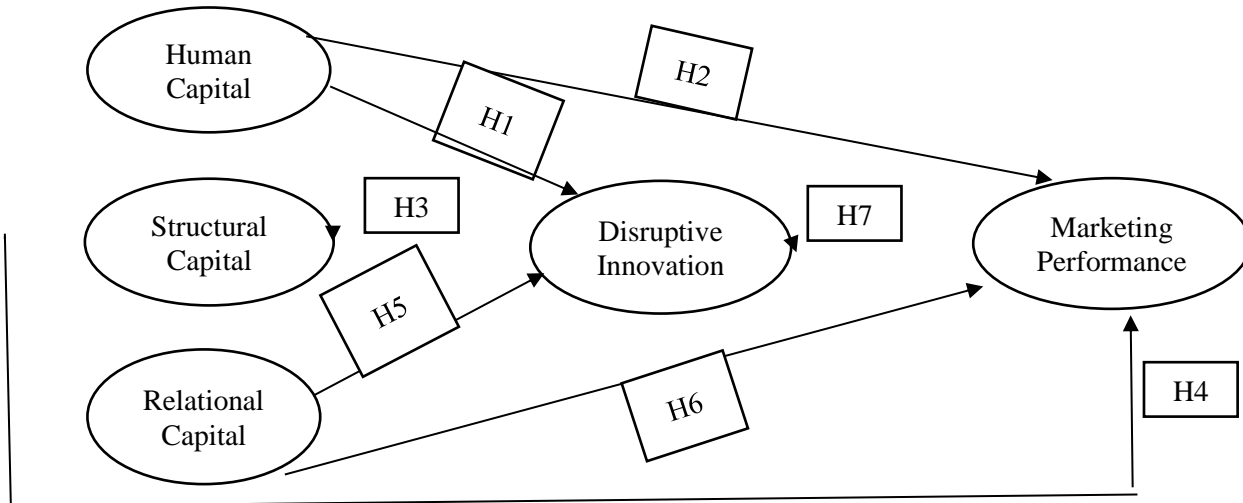 Human
Capital
H2
H1
Structural
Capital
H3
Disruptive
Innovation
H7
Marketing
Performance
H5
Relational
Capital
H6
H4